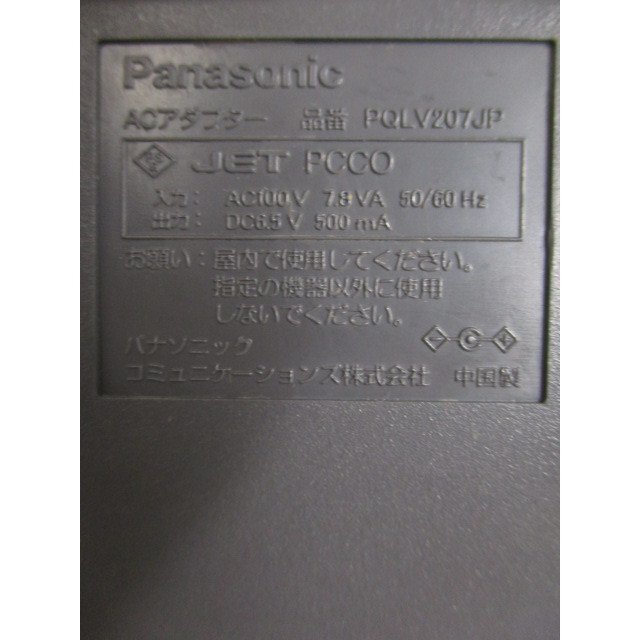 Panasonic
ACアダプター 品番 PQLV207JP
PSE JET PCCO
入力: AC100V 7.8VA 50/60Hz
出力: DC6.5V 500mA
お願い:屋内で使用してください。
指定の機器以外に使用
しないでください。
パナソニック
コミュニケーションズ株式会社 中国製